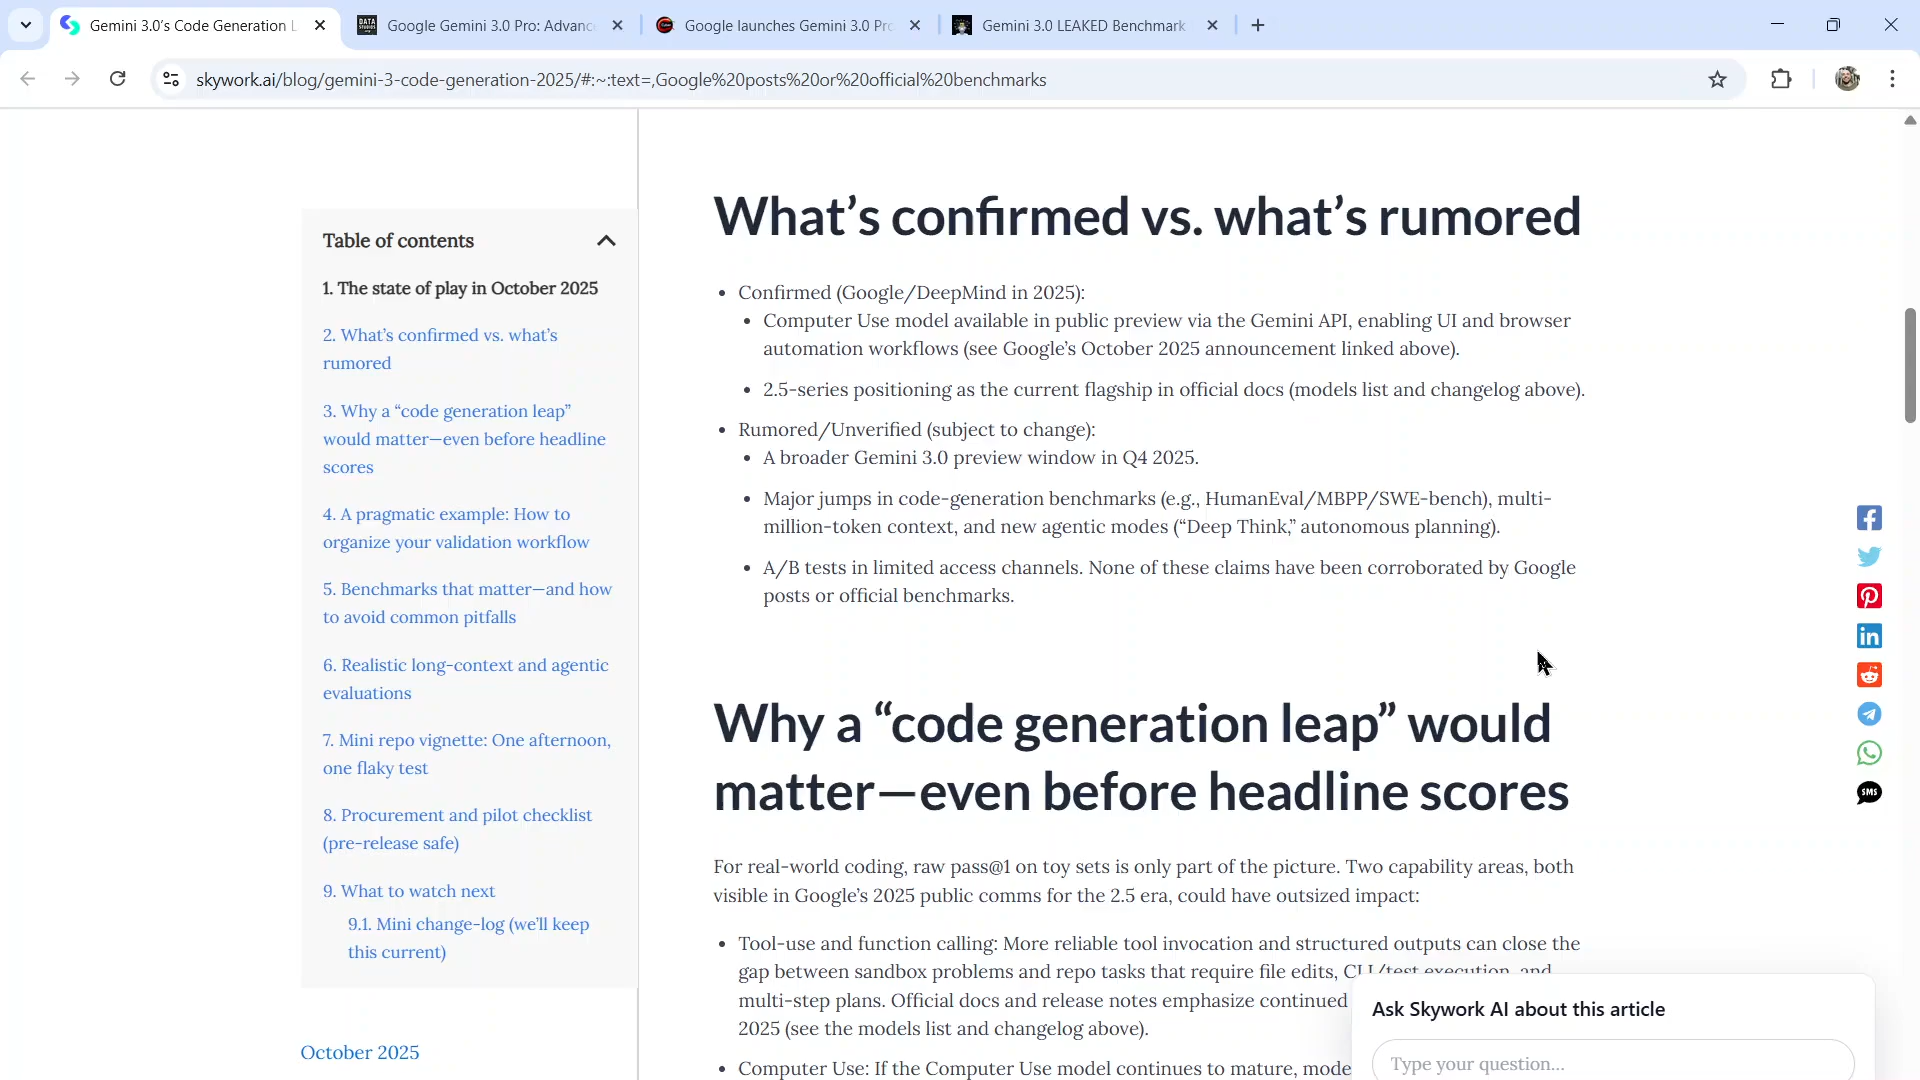 Gemini 3.0's Code Generation L
Google Gemini 3.0 Pro: Advanc
Google launches Gemini 3.0 Pro
Gemini 3.0 LEAKED Benchmark
skywork.ai/blog/gemini-3-code-generation-2025/#:~:text=,Google%20posts%20or%20official%20benchmarks
Table of contents
1. The state of play in October 2025
2. What's confirmed vs. what's
rumored
3. Why a “code generation leap”
would matter—even before headline
scores
4. A pragmatic example: How to
organize your validation workflow
5. Benchmarks that matter—and how
to avoid common pitfalls
6. Realistic long-context and agentic
evaluations
7. Mini repo vignette: One afternoon,
one flaky test
8. Procurement and pilot checklist
(pre-release safe)
9. What to watch next
9.1. Mini change-log (we'll keep
this current)
October 2025
What's confirmed vs. what's rumored
• Confirmed (Google/DeepMind in 2025):
• Computer Use model available in public preview via the Gemini API, enabling UI and browser
automation workflows (see Google's October 2025 announcement linked above).
• 2.5-series positioning as the current flagship in official docs (models list and changelog above).
• Rumored/Unverified (subject to change):
• A broader Gemini 3.0 preview window in Q4 2025.
• Major jumps in code-generation benchmarks (e.g., HumanEval/MBPP/SWE-bench), multi-
million-token context, and new agentic modes (“Deep Think,” autonomous planning).
• A/B tests in limited access channels. None of these claims have been corroborated by Google
posts or official benchmarks.
Why a “code generation leap” would
matter—even before headline scores
For real-world coding, raw pass@1 on toy sets is only part of the picture. Two capability areas, both
visible in Google's 2025 public comms for the 2.5 era, could have outsized impact:
• Tool-use and function calling: More reliable tool invocation and structured outputs can close the
gap between sandbox problems and repo tasks that require file edits, CLI/test execution, and
multi-step plans. Official docs and release notes emphasize continued
2025 (see the models list and changelog above).
• Computer Use: If the Computer Use model continues to mature, mode
SMS
Ask Skywork AI about this article
Type your question...